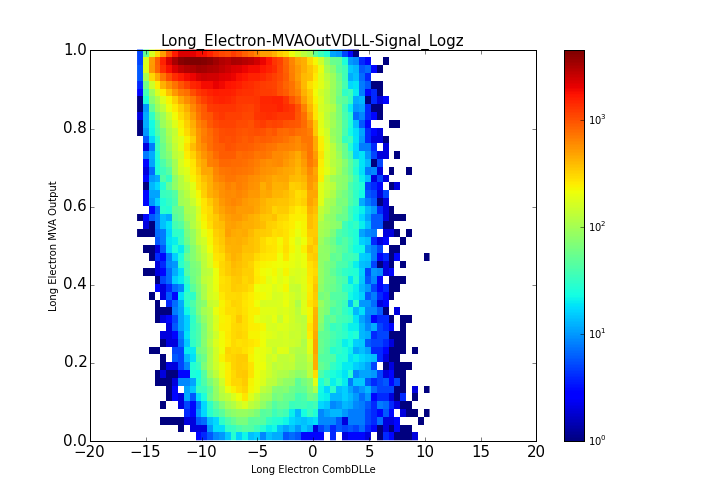 Long_Electron-MVAOutVDLL-Signal_Logz
1.0
0.8
0.6
0.4
0.2
0.0
Long Electron MVA Output
−20 −15 −10 −5 0 5 10 15 20
Long Electron CombDLLe
10³
10²
10¹
10⁰